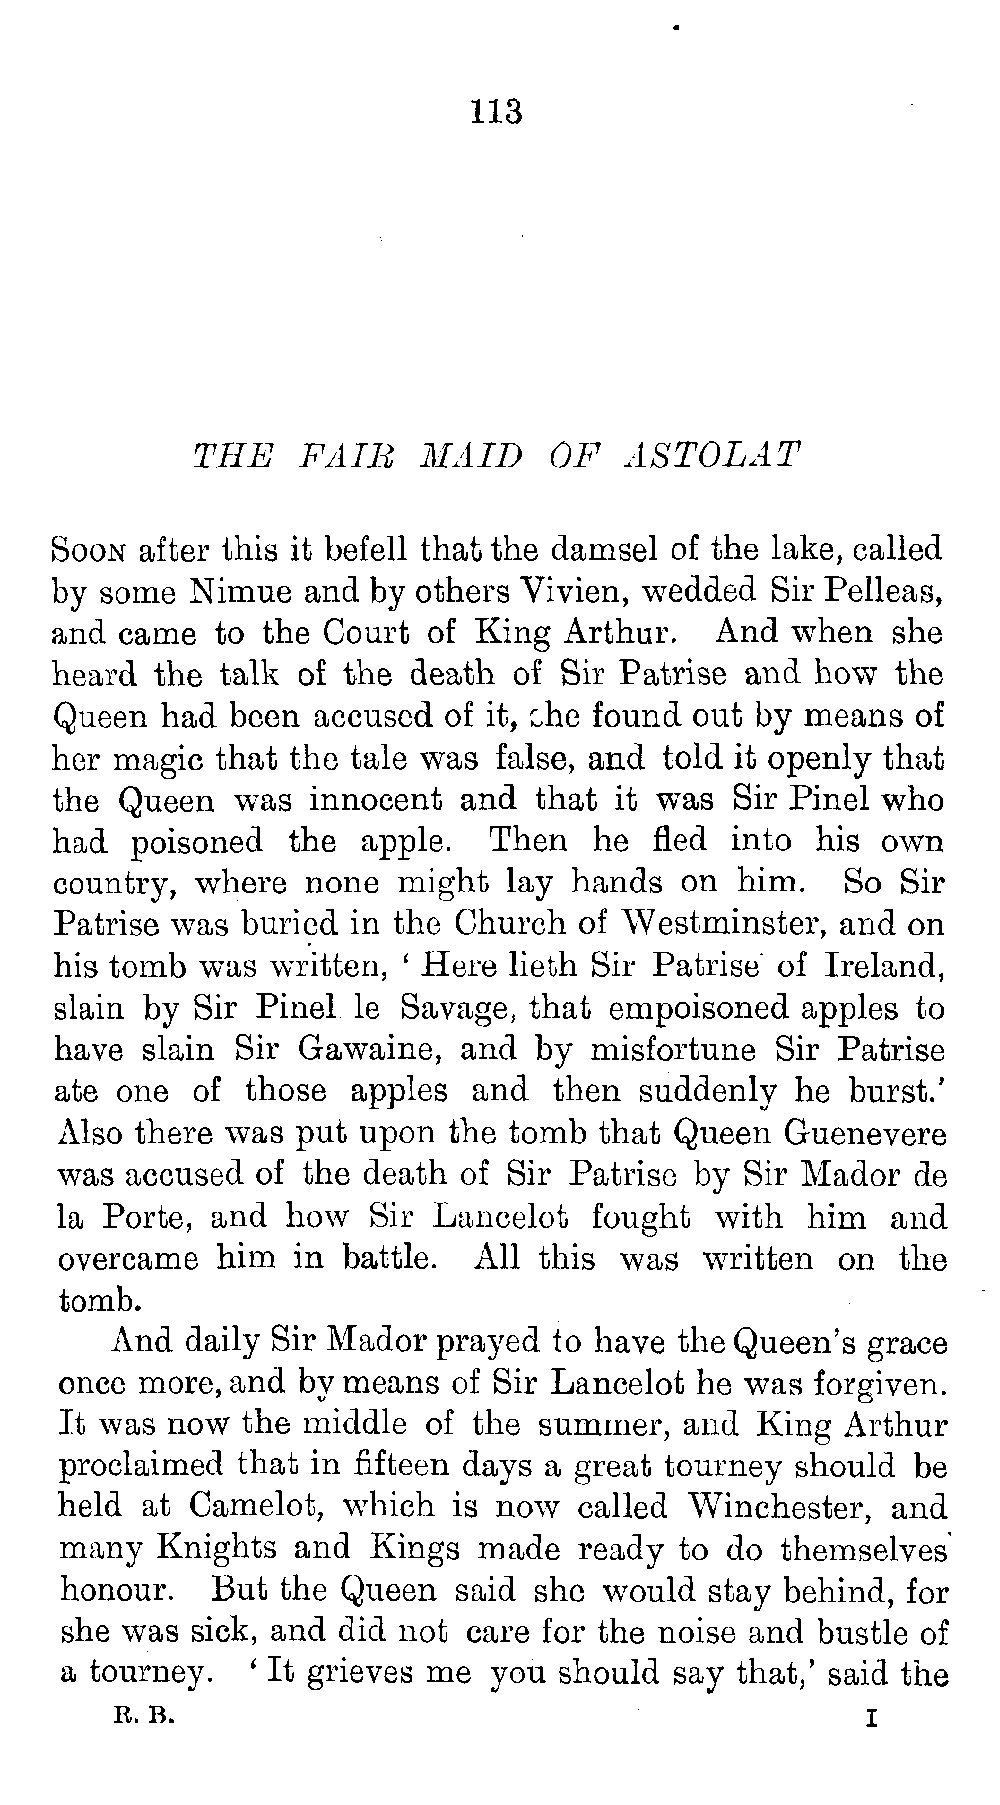 113
THE FAIR MAID OF ASTOLAT
SOON after this it befell that the damsel of the lake, called
by some Nimue and by others Vivien, wedded Sir Pelleas,
and came to the Court of King Arthur. And when she
heard the talk of the death of Sir Patrise and how the
Queen had been accused of it, she found out by means of
her magic that the tale was false, and told it openly that
the Queen was innocent and that it was Sir Pinel who
had poisoned the apple. Then he fled into his own
country, where none might lay hands on him. So Sir
Patrise was buried in the Church of Westminster, and on
his tomb was written, ‘ Here lieth Sir Patrise of Ireland,
slain by Sir Pinel le Savage, that empoisoned apples to
have slain Sir Gawaine, and by misfortune Sir Patrise
ate one of those apples and then suddenly he burst.’
Also there was put upon the tomb that Queen Guenevere
was accused of the death of Sir Patrise by Sir Mador de
la Porte, and how Sir Lancelot fought with him and
overcame him in battle. All this was written on the
tomb.
And daily Sir Mador prayed to have the Queen’s grace
once more, and by means of Sir Lancelot he was forgiven.
It was now the middle of the summer, and King Arthur
proclaimed that in fifteen days a great tourney should be
held at Camelot, which is now called Winchester, and
many Knights and Kings made ready to do themselves
honour. But the Queen said she would stay behind, for
she was sick, and did not care for the noise and bustle of
a tourney. ‘ It grieves me you should say that,’ said the
R. B. I